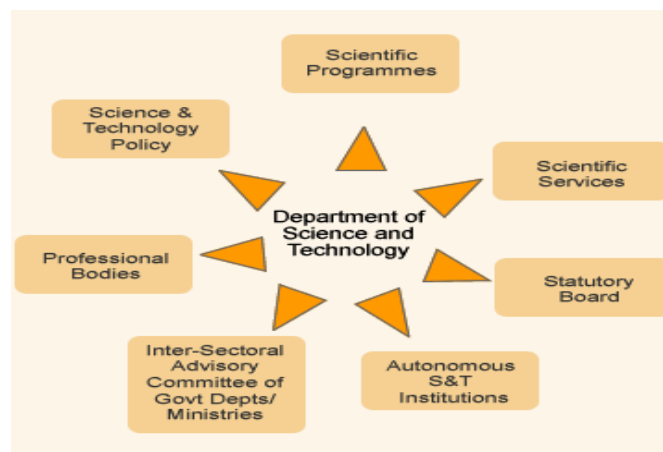 Scientific
Programmes
Science &
Technology
Policy
Scientific
Services
Department of
Science and
Technology
Professional
Bodies
Statutory
Board
Inter-Sectoral
Advisory
Committee of
Govt Depts/
Ministries
Autonomous
S&T
Institutions